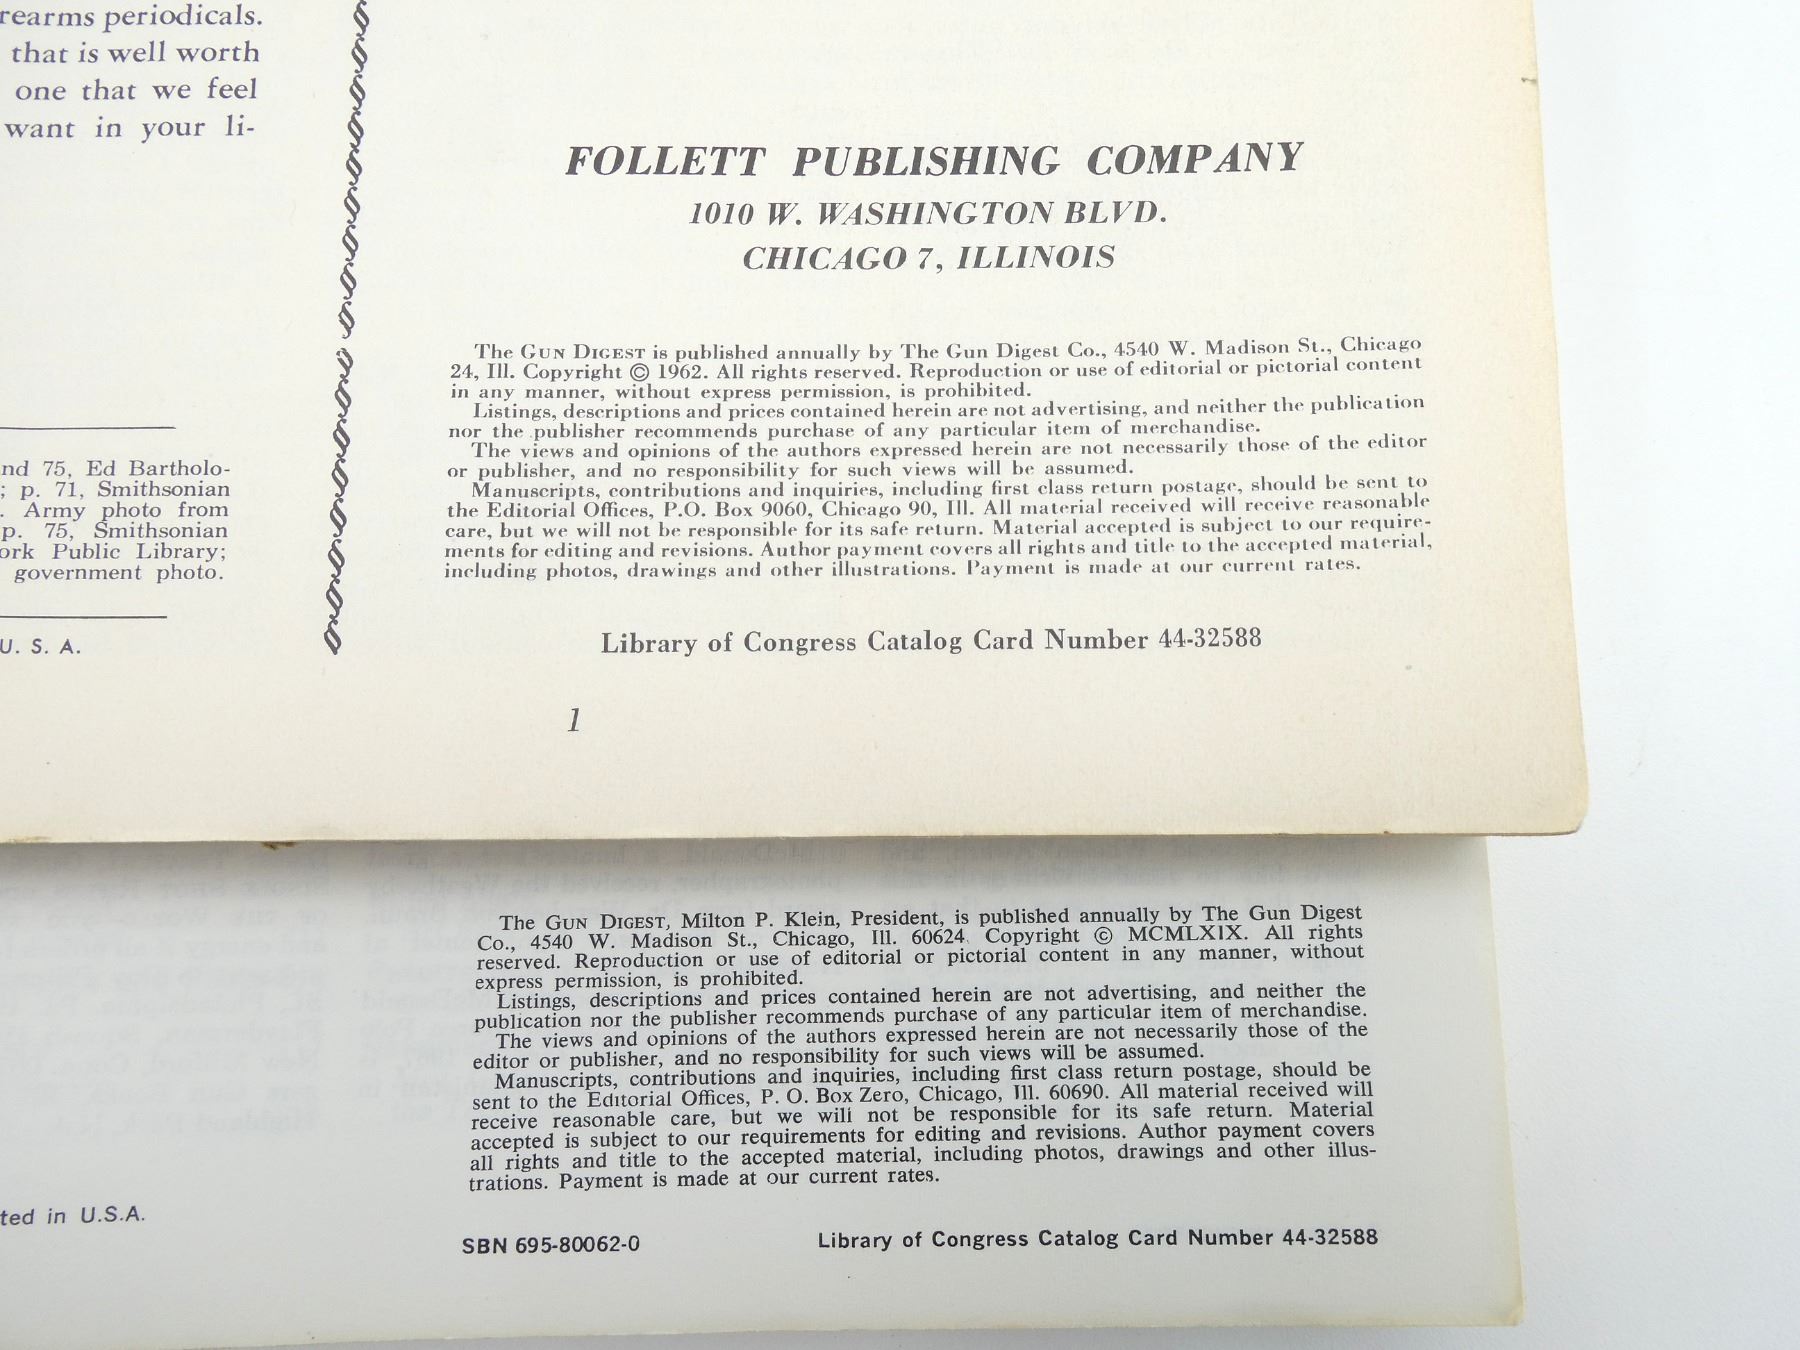 rearms periodicals.
that is well worth
one that we feel
want in your li-
nd 75, Ed Bartholo-
; p. 71, Smithsonian
. Army photo from
p. 75, Smithsonian
ork Public Library;
government photo.
U. S. A.
FOLLETT PUBLISHING COMPANY
1010 W. WASHINGTON BLVD.
CHICAGO 7, ILLINOIS
The GUN DIGEST is published annually by The Gun Digest Co., 4540 W. Madison St., Chicago
24, Ill. Copyright © 1962. All rights reserved. Reproduction or use of editorial or pictorial content
in any manner, without express permission, is prohibited.
Listings, descriptions and prices contained herein are not advertising, and neither the publication
nor the publisher recommends purchase of any particular item of merchandise.
The views and opinions of the authors expressed herein are not necessarily those of the editor
or publisher, and no responsibility for such views will be assumed.
Manuscripts, contributions and inquiries, including first class return postage, should be sent to
the Editorial Offices, P.O. Box 9060, Chicago 90, Ill. All material received will receive reasonable
care, but we will not be responsible for its safe return. Material accepted is subject to our require-
ments for editing and revisions. Author payment covers all rights and title to the accepted material,
including photos, drawings and other illustrations. Payment is made at our current rates.
Library of Congress Catalog Card Number 44-32588
1
The GUN DIGEST, Milton P. Klein, President, is published annually by The Gun Digest
Co., 4540 W. Madison St., Chicago, Ill. 60624. Copyright © MCMLXIX. All rights
reserved. Reproduction or use of editorial or pictorial content in any manner, without
express permission, is prohibited.
Listings, descriptions and prices contained herein are not advertising, and neither the
publication nor the publisher recommends purchase of any particular item of merchandise.
The views and opinions of the authors expressed herein are not necessarily those of the
editor or publisher, and no responsibility for such views will be assumed.
Manuscripts, contributions and inquiries, including first class return postage, should be
sent to the Editorial Offices, P. O. Box Zero, Chicago, Ill. 60690. All material received will
receive reasonable care, but we will not be responsible for its safe return. Material
accepted is subject to our requirements for editing and revisions. Author payment covers
all rights and title to the accepted material, including photos, drawings and other illus-
trations. Payment is made at our current rates.
ted in U.S.A.
SBN 695-80062-0
Library of Congress Catalog Card Number 44-32588